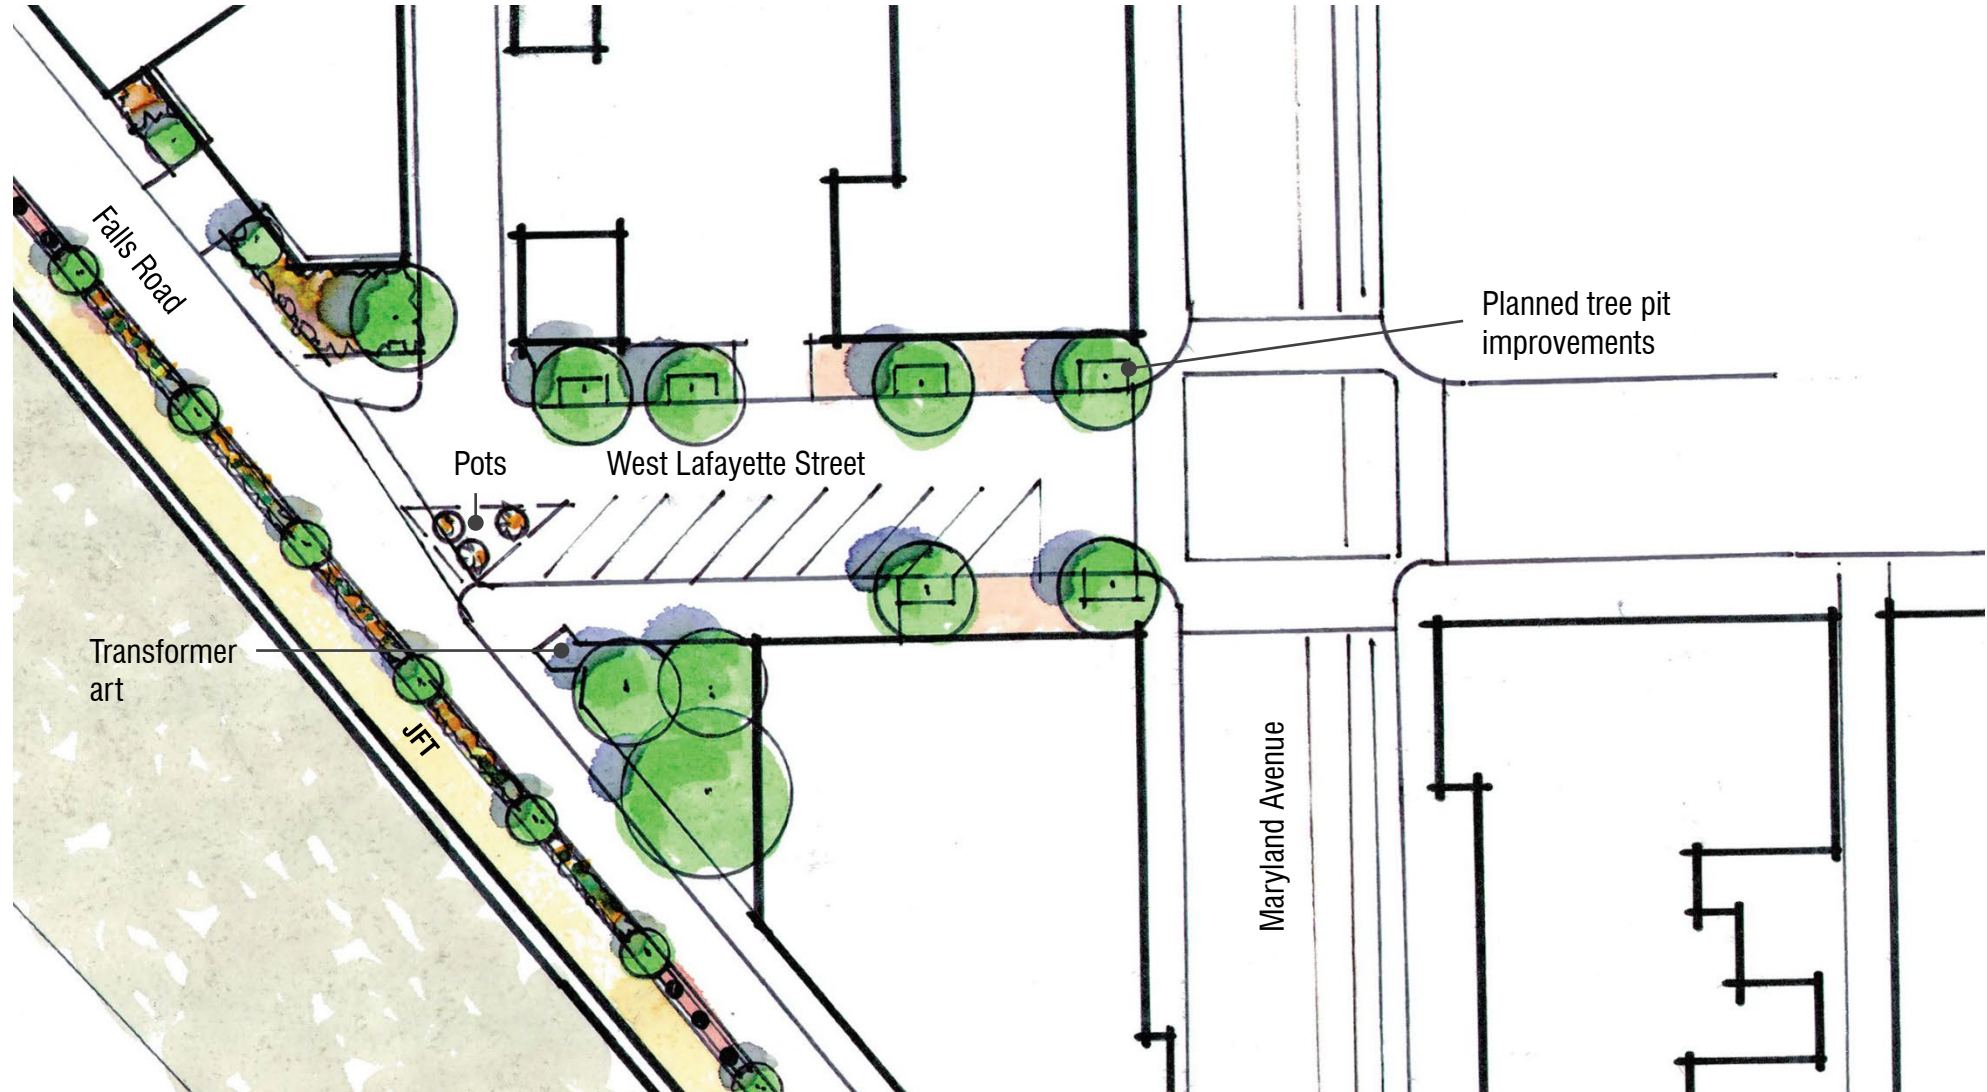 Falls Road
Planned tree pit
improvements
Pots
West Lafayette Street
Transformer
art
JFT
Maryland Avenue